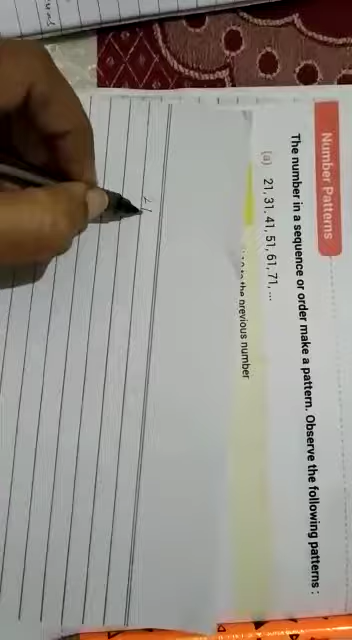 Number Patterns
The number in a sequence or order make a pattern. Observe the following patterns :
(a) 21, 31, 41, 51, 61, 71, ...
to the previous number